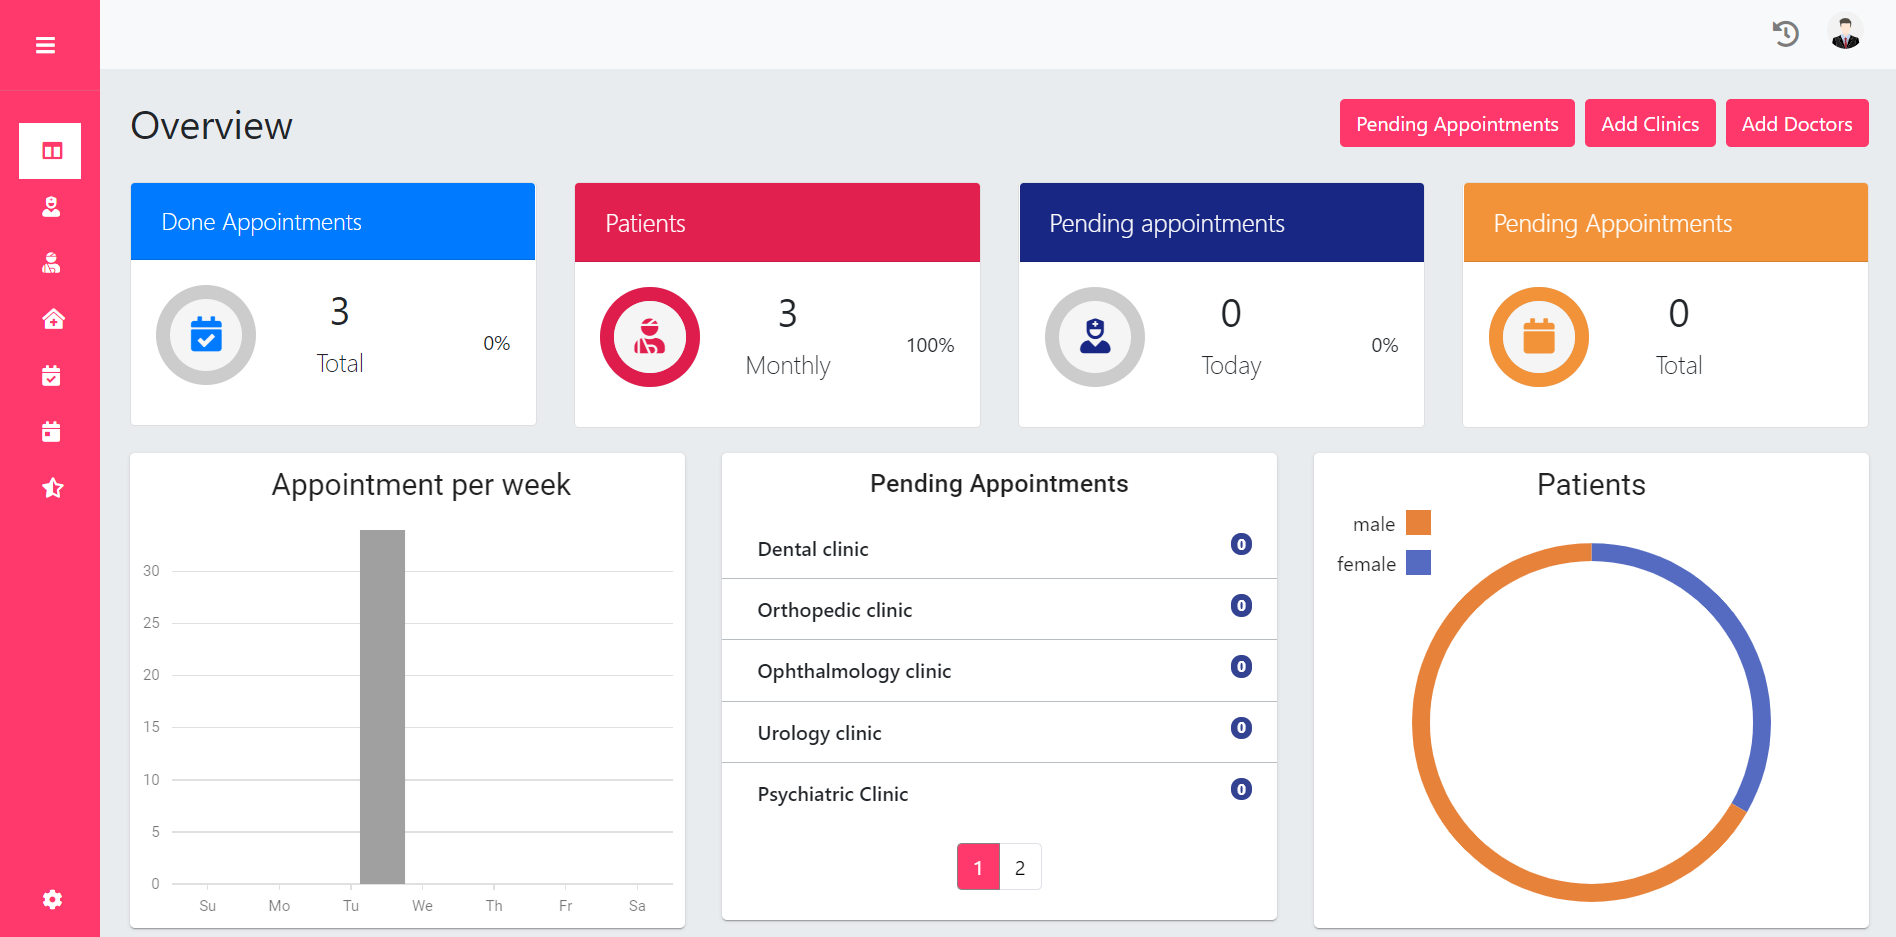 Overview
Pending Appointments
Add Clinics
Add Doctors
Done Appointments
3
Total
0%
Patients
3
Monthly
100%
Pending appointments
0
Today
0%
Pending Appointments
0
Total
Appointment per week
30
25
20
15
10
5
0
Su Mo Tu We Th Fr Sa
Pending Appointments
Dental clinic 0
Orthopedic clinic 0
Ophthalmology clinic 0
Urology clinic 0
Psychiatric Clinic 0
1 2
Patients
male
female